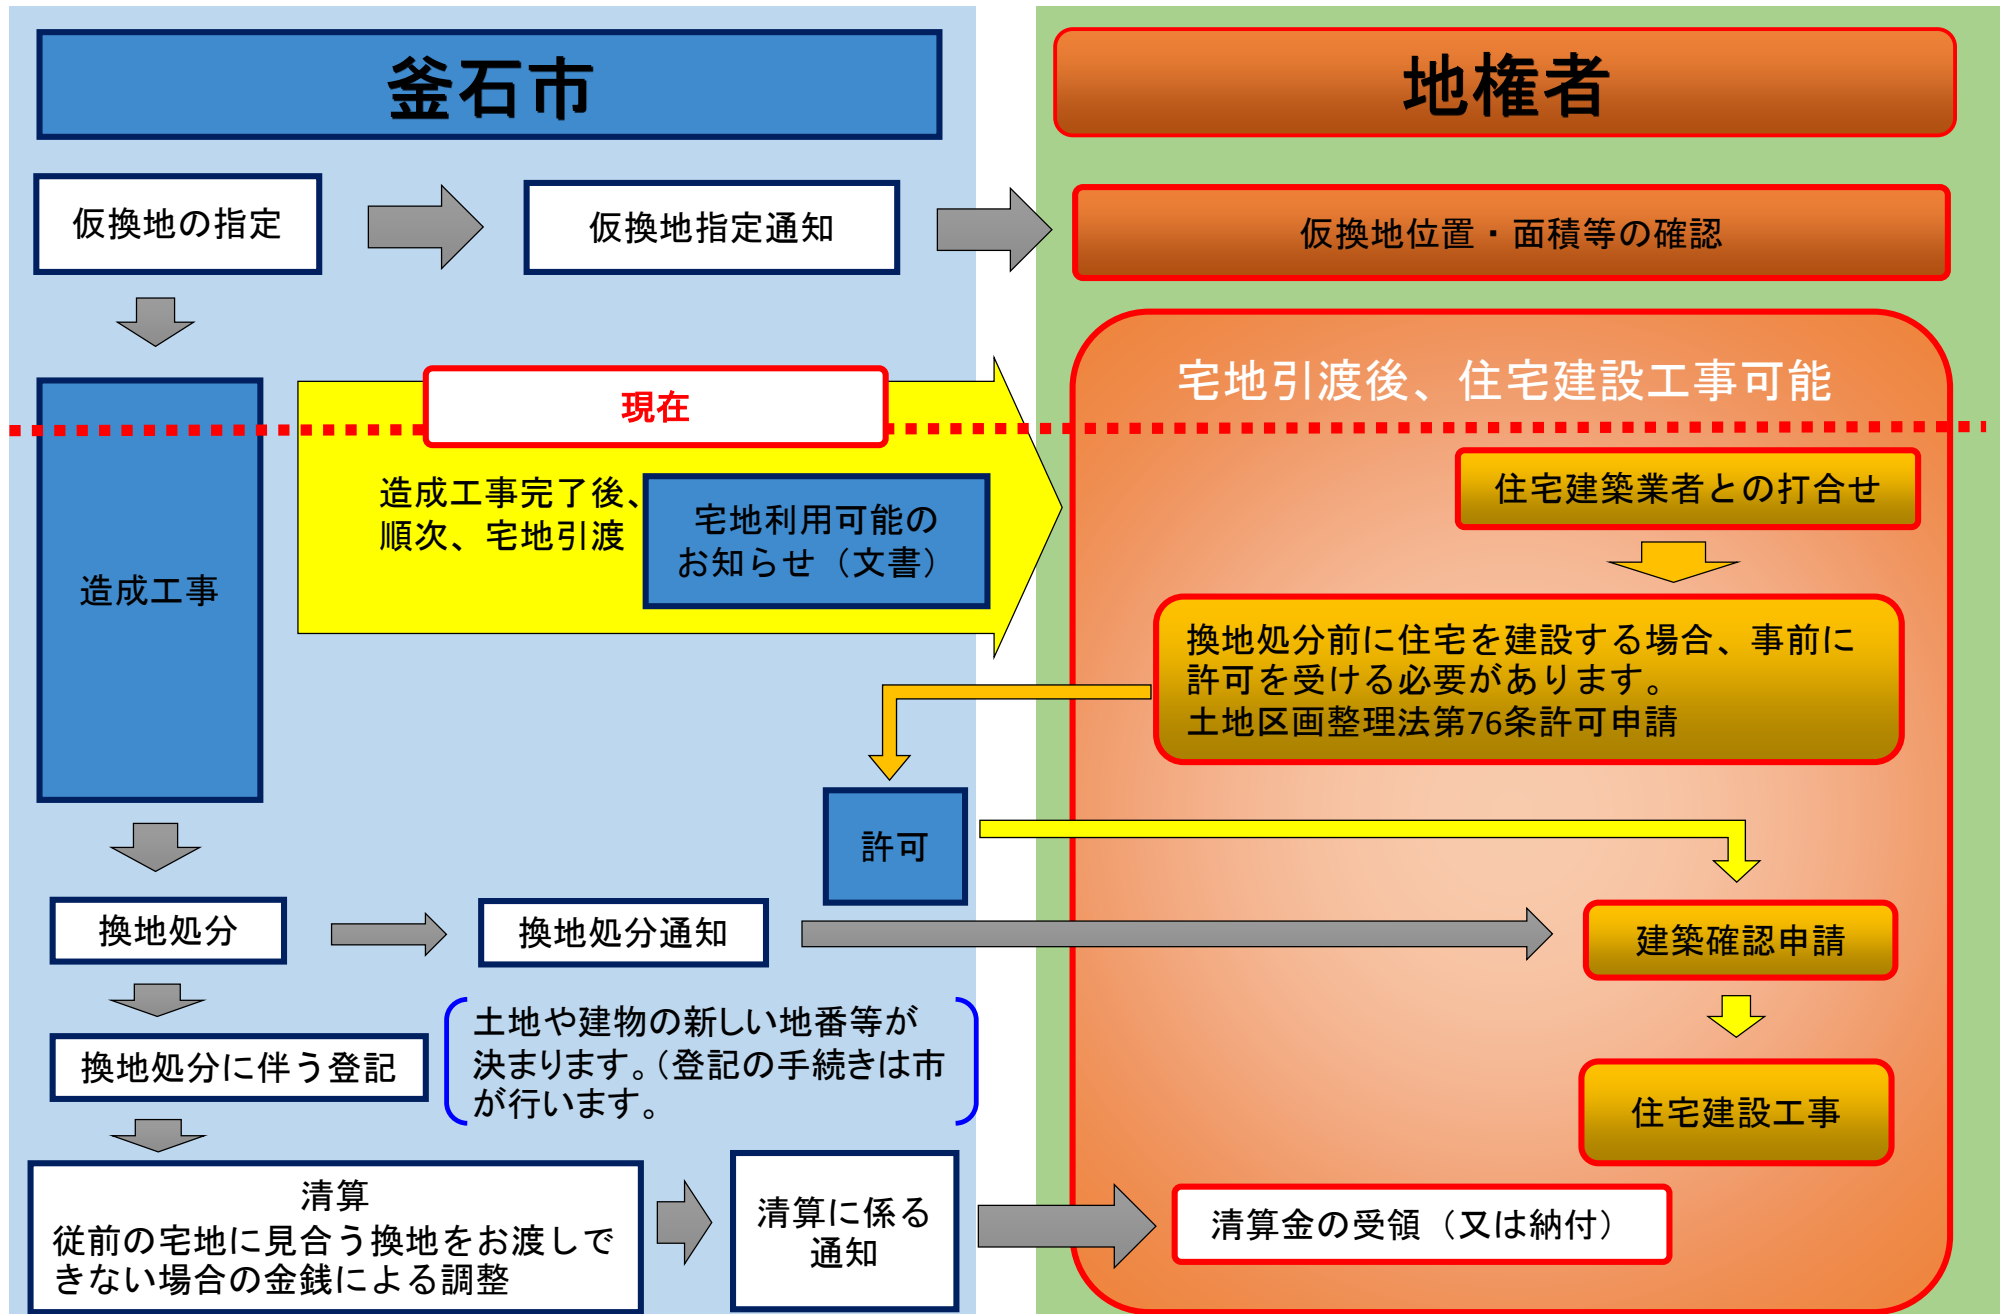 釜石市
地権者
仮換地の指定
仮換地指定通知
仮換地位置・面積等の確認
宅地引渡後、住宅建設工事可能
現在
造成工事完了後、
順次、宅地引渡
宅地利用可能の
お知らせ（文書）
住宅建築業者との打合せ
造成工事
換地処分前に住宅を建設する場合、事前に
許可を受ける必要があります。
土地区画整理法第76条許可申請
許可
換地処分
換地処分通知
建築確認申請
土地や建物の新しい地番等が
決まります。（登記の手続きは市
が行います。
換地処分に伴う登記
住宅建設工事
清算
従前の宅地に見合う換地をお渡しで
きない場合の金銭による調整
清算に係る
通知
清算金の受領（又は納付）